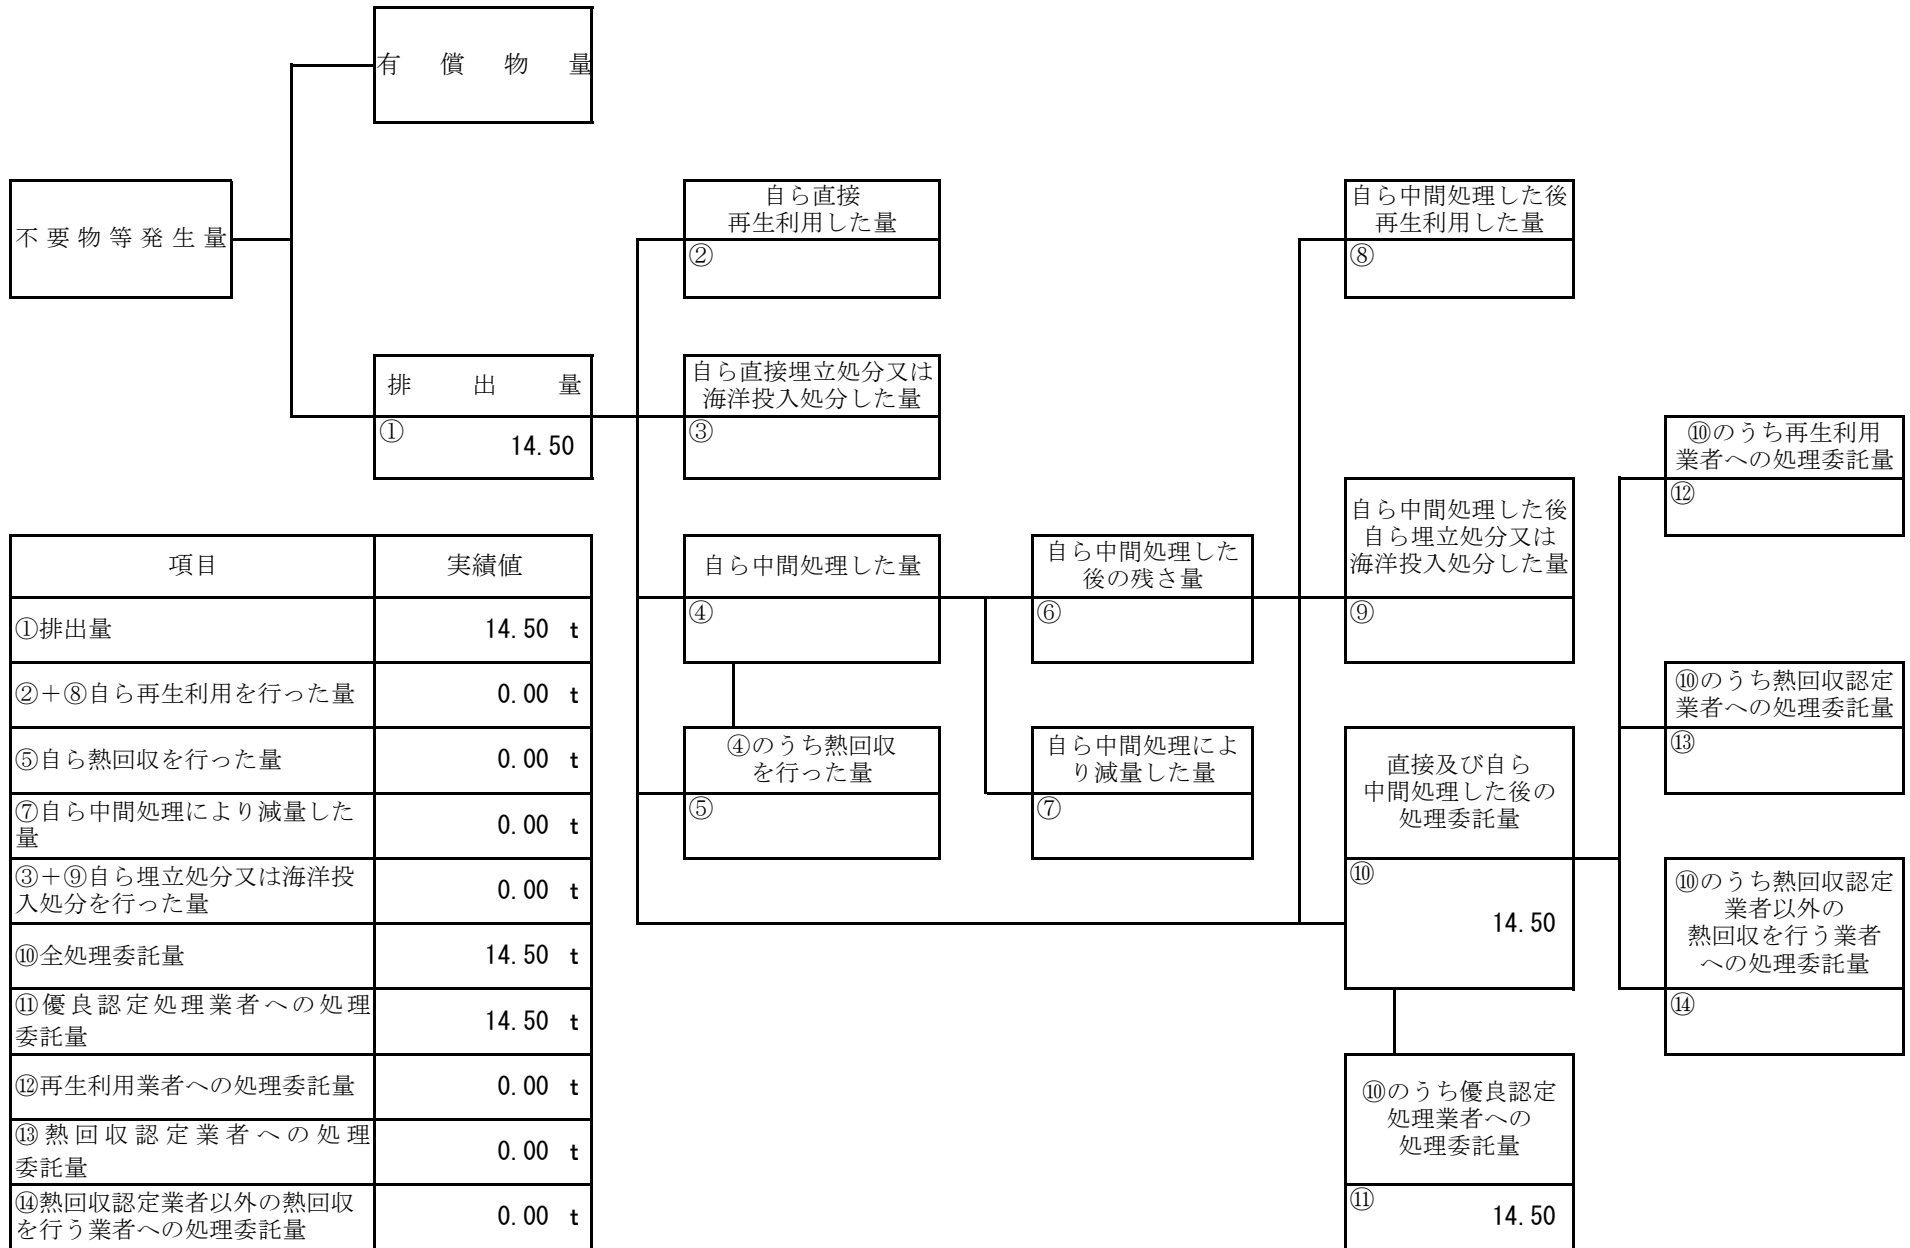 有償物量
不要物等発生量
自ら直接
再生利用した量
②
自ら中間処理した後
再生利用した量
⑧
排出量
①
14.50
自ら直接埋立処分又は
海洋投入処分した量
③
⑩のうち再生利用
業者への処理委託量
⑫
自ら中間処理した量
④
自ら中間処理した
後の残さ量
⑥
自ら中間処理した後
自ら埋立処分又は
海洋投入処分した量
⑨
④のうち熱回収
を行った量
⑤
自ら中間処理によ
り減量した量
⑦
直接及び自ら
中間処理した後の
処理委託量
⑩
14.50
⑩のうち熱回収認定
業者への処理委託量
⑬
⑩のうち熱回収認定
業者以外の
熱回収を行う業者
への処理委託量
⑭
⑩のうち優良認定
処理業者への
処理委託量
⑪
14.50
項目 実績値
①排出量 14.50 t
②＋⑧自ら再生利用を行った量 0.00 t
⑤自ら熱回収を行った量 0.00 t
⑦自ら中間処理により減量した
量 0.00 t
③＋⑨自ら埋立処分又は海洋投
入処分を行った量 0.00 t
⑩全処理委託量 14.50 t
⑪優良認定処理業者への処理
委託量 14.50 t
⑫再生利用業者への処理委託量 0.00 t
⑬熱回収認定業者への処理
委託量 0.00 t
⑭熱回収認定業者以外の熱回収
を行う業者への処理委託量 0.00 t